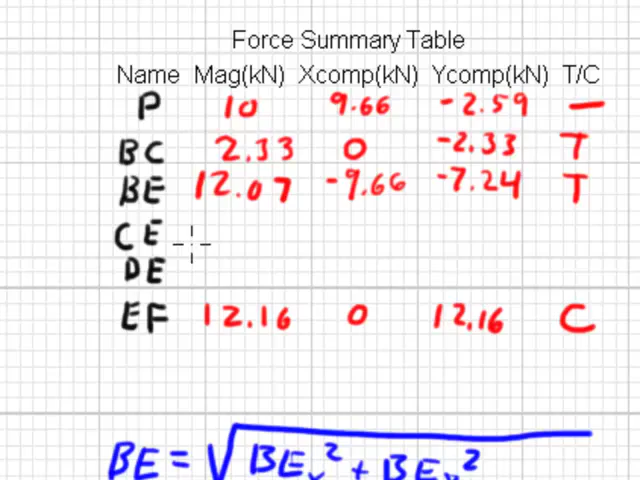 Force Summary Table
Name Mag(kN) Xcomp(kN) Ycomp(kN) T/C
P 10 9.66 -2.59 —
BC 2.33 0 -2.33 T
BE 12.07 -9.66 -7.24 T
CE
DE
EF 12.16 0 12.16 C
BE = √BEₓ² + BEᵧ²